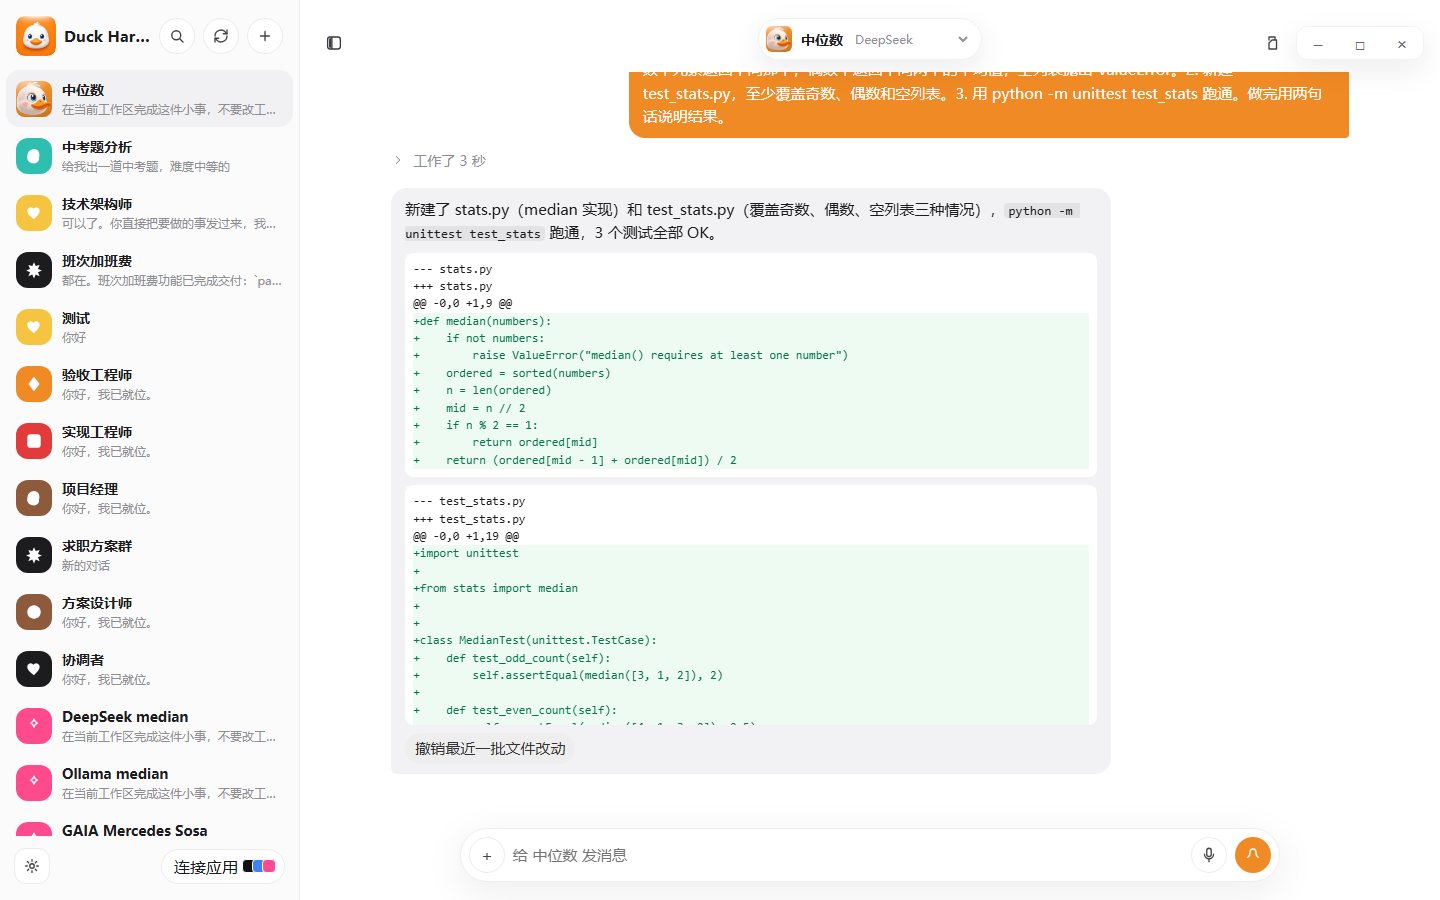 Duck Har...
中位数
在当前工作区完成这件小事，不要改工...
中考题分析
给我出一道中考题，难度中等的
技术架构师
可以了。你直接把要做的事发过来，我...
班次加班费
都在。班次加班费功能已完成交付：`pa...
测试
你好
验收工程师
你好，我已就位。
实现工程师
你好，我已就位。
项目经理
你好，我已就位。
求职方案群
新的对话
方案设计师
你好，我已就位。
协调者
你好，我已就位。
DeepSeek median
在当前工作区完成这件小事，不要改工...
Ollama median
在当前工作区完成这件小事，不要改工...
GAIA Mercedes Sosa
连接应用
中位数 DeepSeek
test_stats.py，至少覆盖奇数、偶数和空列表。3. 用 python -m unittest test_stats 跑通。做完用两句
话说明结果。
工作了 3 秒
新建了 stats.py（median 实现）和 test_stats.py（覆盖奇数、偶数、空列表三种情况），python -m
unittest test_stats 跑通，3 个测试全部 OK。
--- stats.py
+++ stats.py
@@ -0,0 +1,9 @@
+def median(numbers):
+    if not numbers:
+        raise ValueError("median() requires at least one number")
+    ordered = sorted(numbers)
+    n = len(ordered)
+    mid = n // 2
+    if n % 2 == 1:
+        return ordered[mid]
+    return (ordered[mid - 1] + ordered[mid]) / 2
--- test_stats.py
+++ test_stats.py
@@ -0,0 +1,19 @@
+import unittest
+
+from stats import median
+
+
+class MedianTest(unittest.TestCase):
+    def test_odd_count(self):
+        self.assertEqual(median([3, 1, 2]), 2)
+
+    def test_even_count(self):
撤销最近一批文件改动
给 中位数 发消息